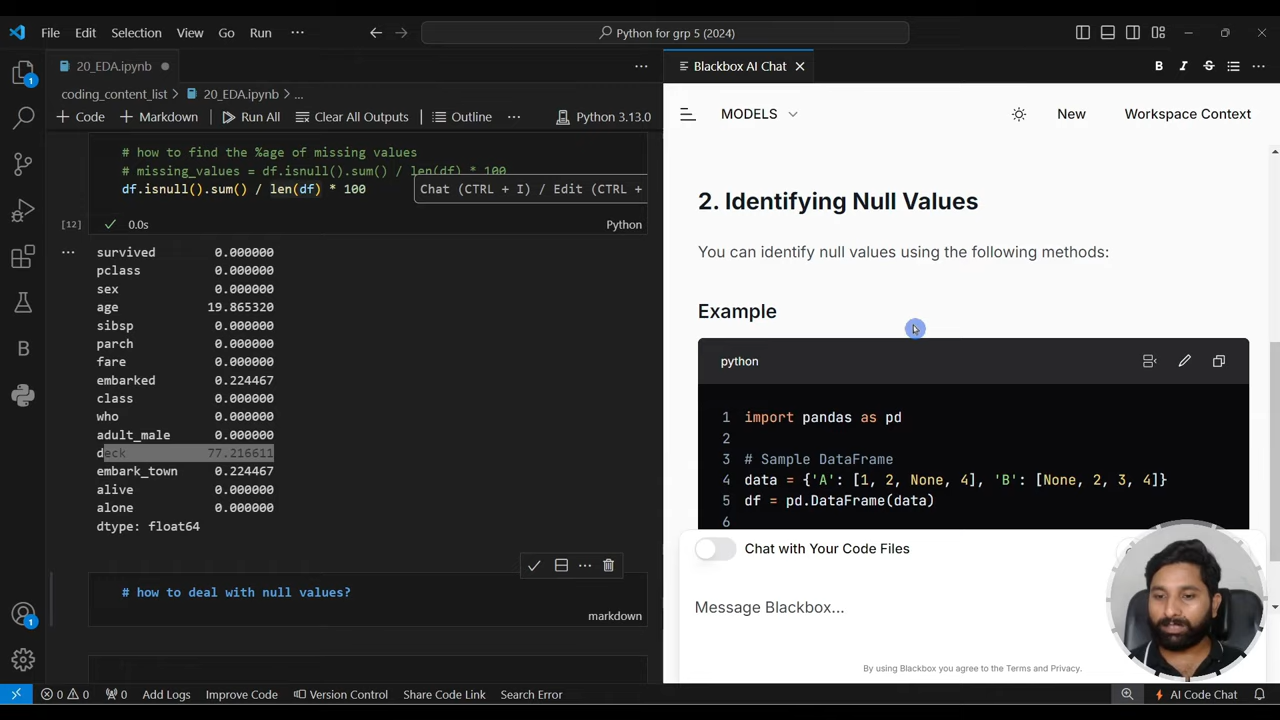 File Edit Selection View Go Run ··· Python for grp 5 (2024)
20_EDA.ipynb
coding_content_list > 20_EDA.ipynb > ...
+ Code + Markdown Run All Clear All Outputs Outline ··· Python 3.13.0
# how to find the %age of missing values
# missing_values = df.isnull().sum() / len(df) * 100
df.isnull().sum() / len(df) * 100
Chat (CTRL + I) / Edit (CTRL +
[12] 0.0s Python
survived 0.000000
pclass 0.000000
sex 0.000000
age 19.865320
sibsp 0.000000
parch 0.000000
fare 0.000000
embarked 0.224467
class 0.000000
who 0.000000
adult_male 0.000000
deck 77.216611
embark_town 0.224467
alive 0.000000
alone 0.000000
dtype: float64
# how to deal with null values?
markdown
Blackbox AI Chat
MODELS New Workspace Context
2. Identifying Null Values
You can identify null values using the following methods:
Example
python
1 import pandas as pd
2
3 # Sample DataFrame
4 data = {'A': [1, 2, None, 4], 'B': [None, 2, 3, 4]}
5 df = pd.DataFrame(data)
6
Chat with Your Code Files
Message Blackbox...
By using Blackbox you agree to the Terms and Privacy.
0 0 0 Add Logs Improve Code Version Control Share Code Link Search Error AI Code Chat